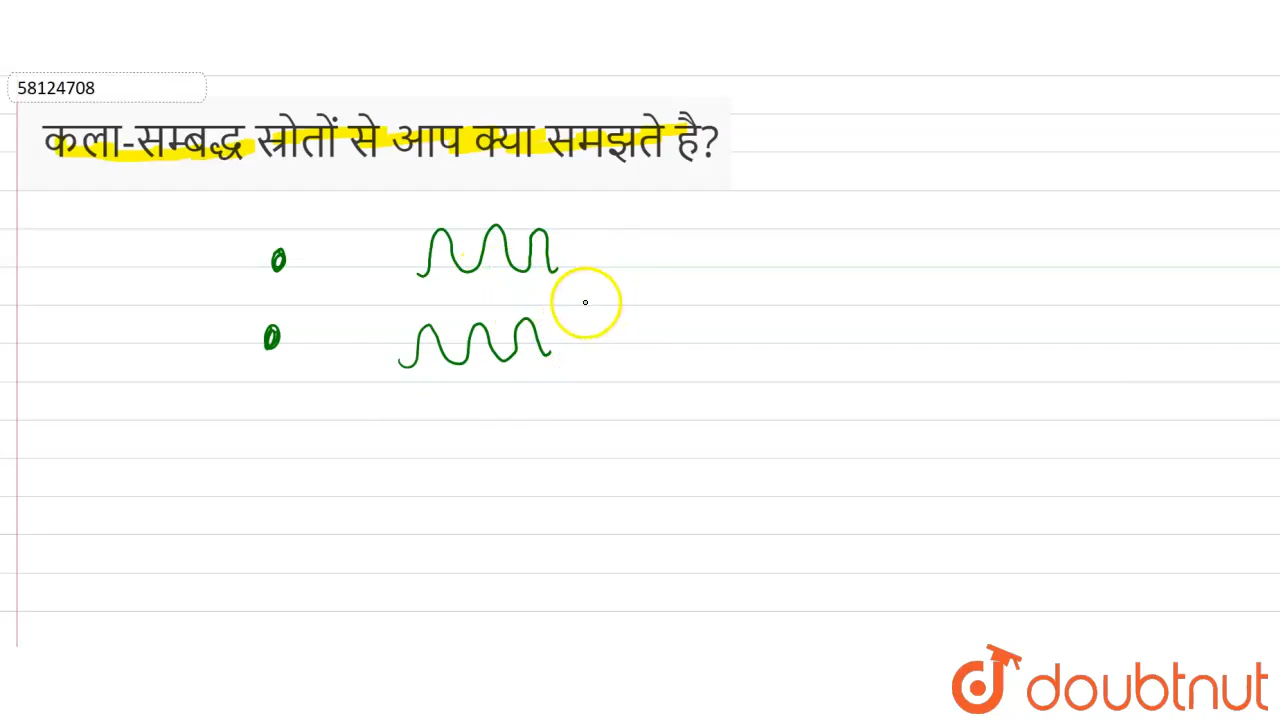 58124708
कला-सम्बद्ध स्रोतों से आप क्या समझते है?
doubtnut